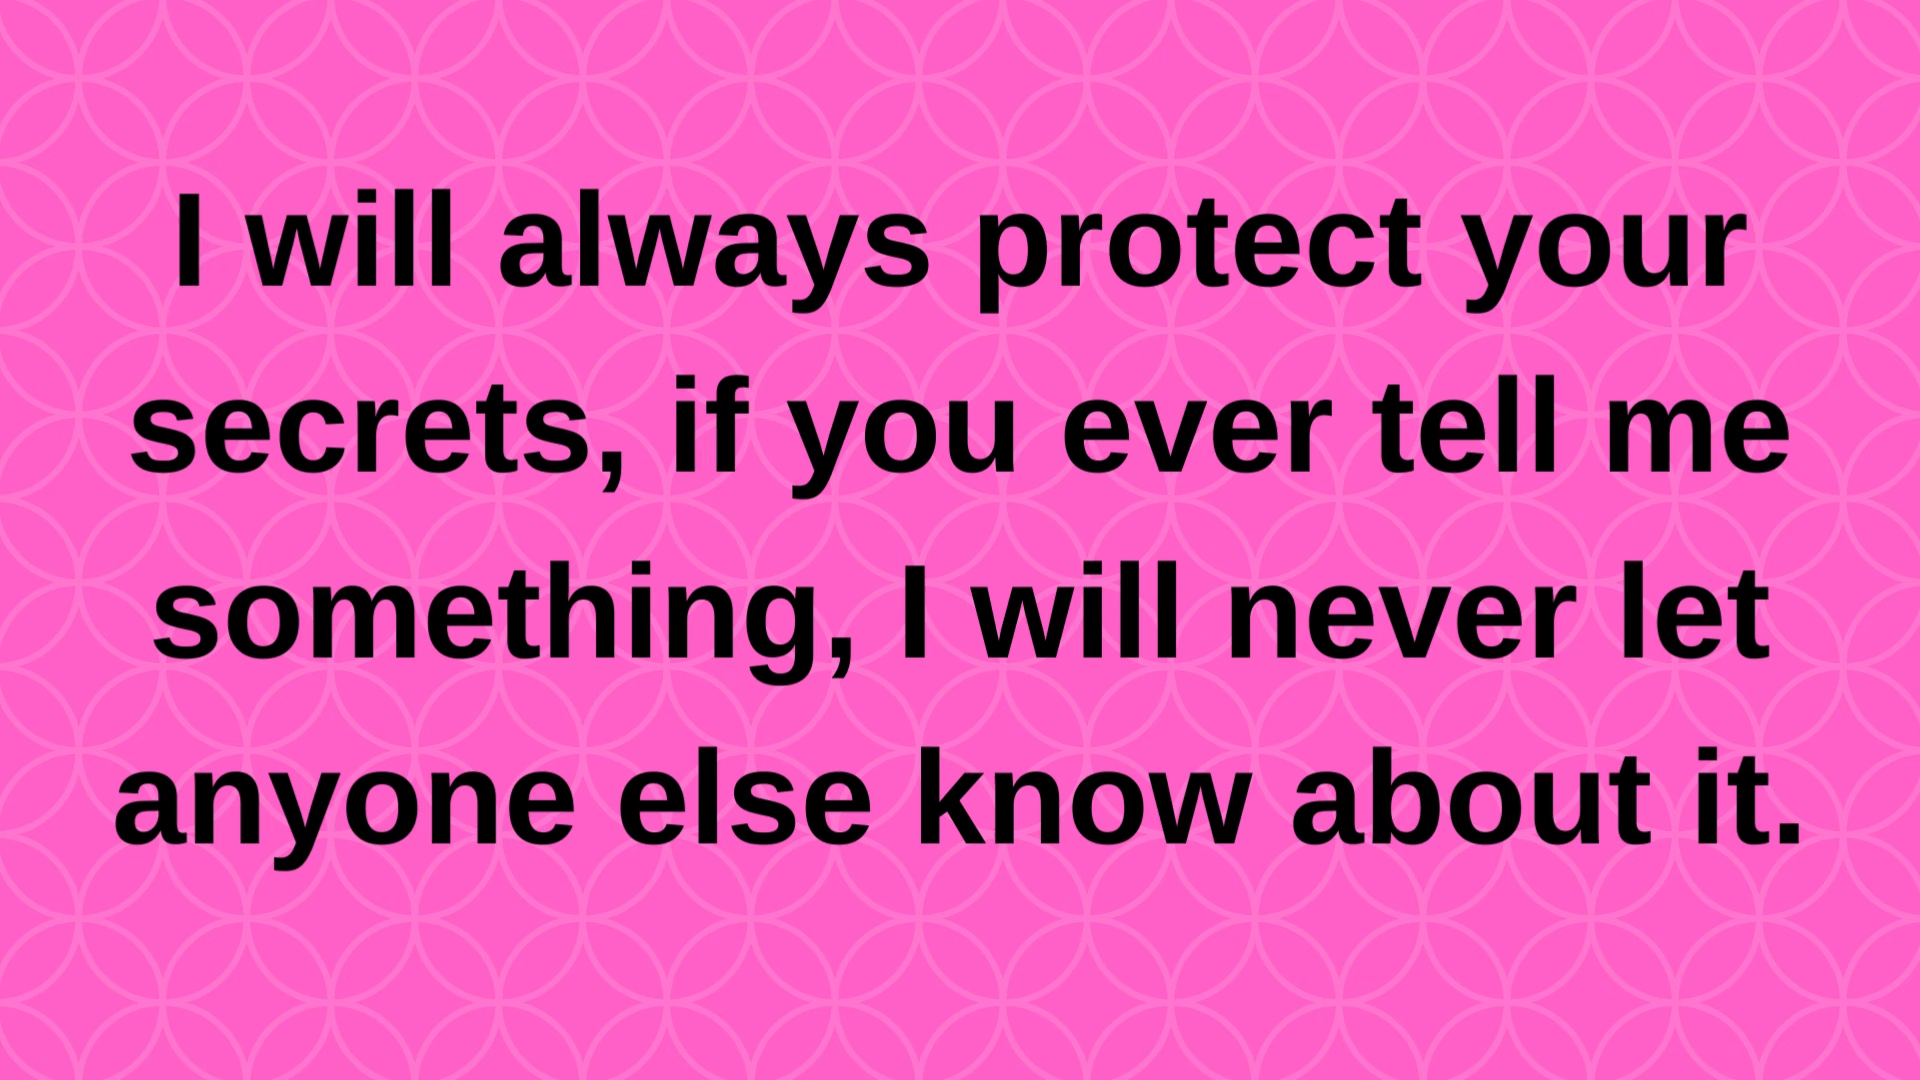 I will always protect your
secrets, if you ever tell me
something, I will never let
anyone else know about it.